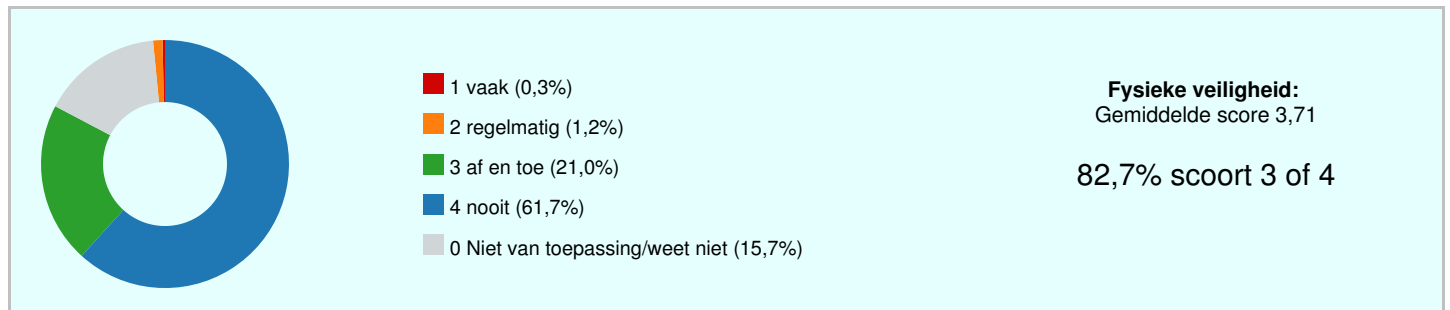 1 vaak (0,3%)
2 regelmatig (1,2%)
3 af en toe (21,0%)
4 nooit (61,7%)
0 Niet van toepassing/weet niet (15,7%)
Fysieke veiligheid:
Gemiddelde score 3,71
82,7% scoort 3 of 4